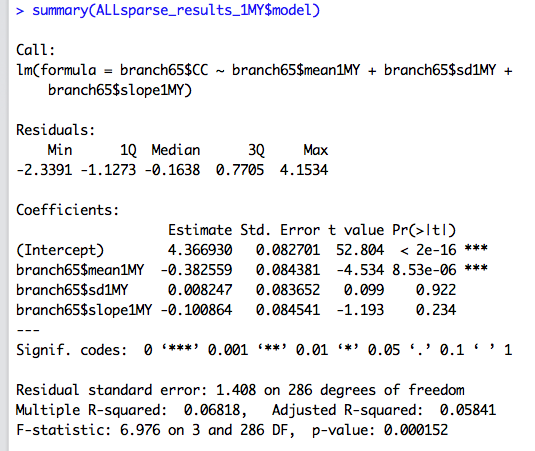 > summary(ALLsparse_results_1MY$model)
Call:
lm(formula = branch65$CC ~ branch65$mean1MY + branch65$sd1MY +
    branch65$slope1MY)
Residuals:
    Min      1Q  Median      3Q     Max
-2.3391 -1.1273 -0.1638  0.7705  4.1534
Coefficients:
                   Estimate Std. Error t value Pr(>|t|)
(Intercept)        4.366930   0.082701  52.804  < 2e-16 ***
branch65$mean1MY  -0.382559   0.084381  -4.534 8.53e-06 ***
branch65$sd1MY     0.008247   0.083652   0.099    0.922
branch65$slope1MY -0.100864   0.084541  -1.193    0.234
---
Signif. codes:  0 ‘***’ 0.001 ‘**’ 0.01 ‘*’ 0.05 ‘.’ 0.1 ‘ ’ 1
Residual standard error: 1.408 on 286 degrees of freedom
Multiple R-squared:  0.06818,	Adjusted R-squared:  0.05841
F-statistic: 6.976 on 3 and 286 DF,  p-value: 0.000152